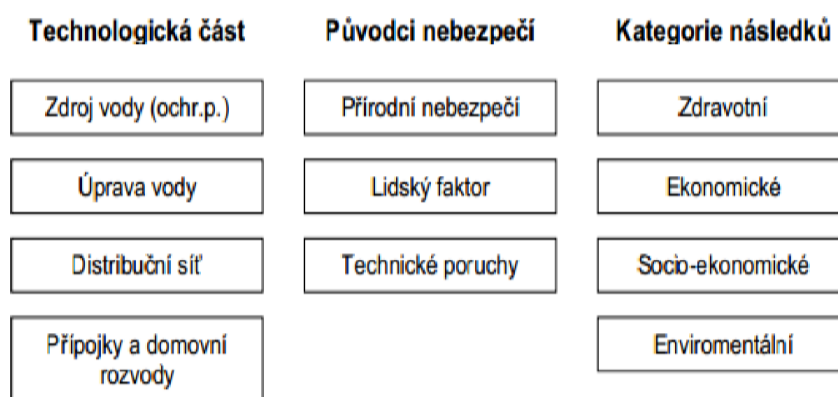 Technologická část
Původci nebezpečí
Kategorie následků
Zdroj vody (ochr.p.)
Přírodní nebezpečí
Zdravotní
Úprava vody
Lidský faktor
Ekonomické
Distribuční síť
Technické poruchy
Socio-ekonomické
Přípojky a domovní
rozvody
Enviromentální